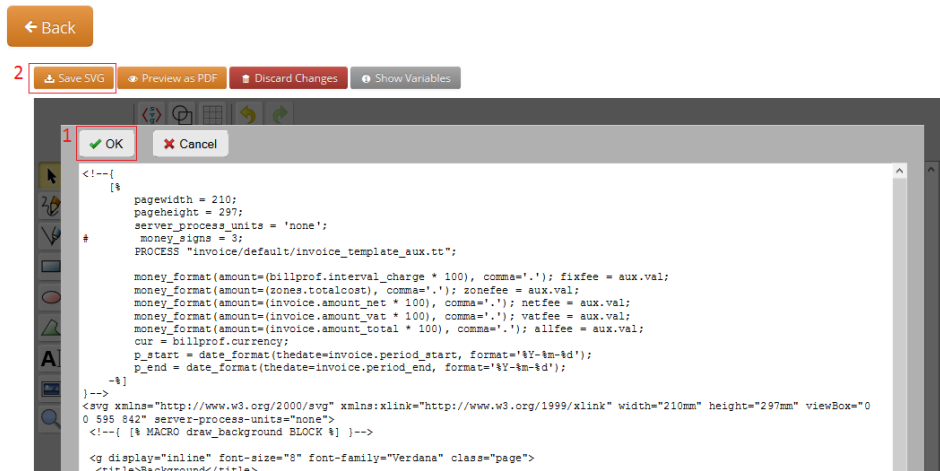 Back
2 Save SVG Preview as PDF Discard Changes Show Variables
1 OK Cancel
<!--{
[%
pagewidth = 210;
pageheight = 297;
server_process_units = 'none';
# money_signs = 3;
PROCESS "invoice/default/invoice_template_aux.tt";
money_format(amount=(billprof.interval_charge * 100), comma='.'); fixfee = aux.val;
money_format(amount=(zones.totalcost), comma='.'); zonefee = aux.val;
money_format(amount=(invoice.amount_net * 100), comma='.'); netfee = aux.val;
money_format(amount=(invoice.amount_vat * 100), comma='.'); vatfee = aux.val;
money_format(amount=(invoice.amount_total * 100), comma='.'); allfee = aux.val;
cur = billprof.currency;
p_start = date_format(thedate=invoice.period_start, format='%Y-%m-%d');
p_end = date_format(thedate=invoice.period_end, format='%Y-%m-%d');
-%]
}-->
<svg xmlns="http://www.w3.org/2000/svg" xmlns:xlink="http://www.w3.org/1999/xlink" width="210mm" height="297mm" viewBox="0
0 595 842" server-process-units="none">
<!--{ [% MACRO draw_background BLOCK %] }-->
<g display="inline" font-size="8" font-family="Verdana" class="page">
<title>Background</title>